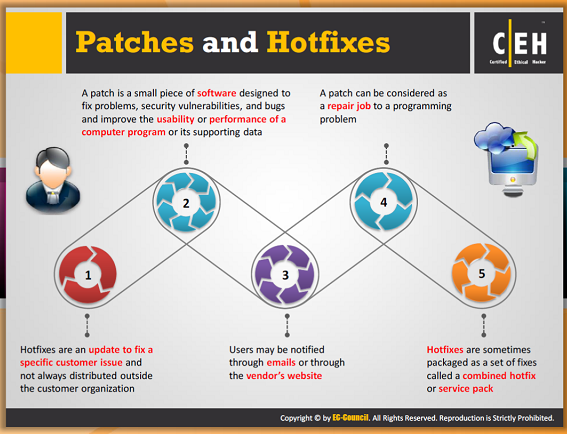 Patches and Hotfixes
C|EH
Certified Ethical Hacker
A patch is a small piece of software designed to
fix problems, security vulnerabilities, and bugs
and improve the usability or performance of a
computer program or its supporting data
A patch can be considered as
a repair job to a programming
problem
1
2
3
4
5
Hotfixes are an update to fix a
specific customer issue and
not always distributed outside
the customer organization
Users may be notified
through emails or through
the vendor's website
Hotfixes are sometimes
packaged as a set of fixes
called a combined hotfix
or service pack
Copyright © by EC-Council. All Rights Reserved. Reproduction is Strictly Prohibited.